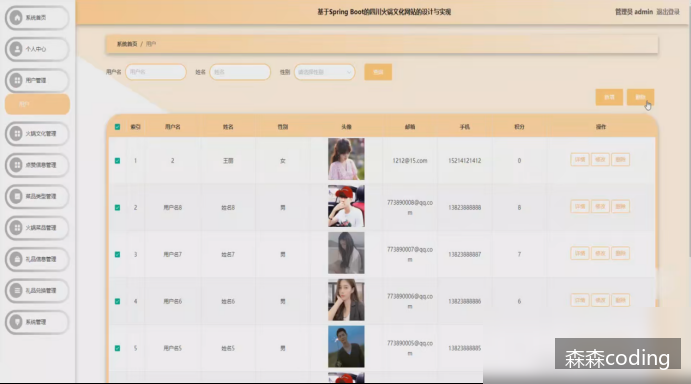 基于Spring Boot的四川火锅文化网站的设计与实现
管理员 admin 退出登录
系统首页
个人中心
用户管理
用户
火锅文化管理
点赞信息管理
菜品类型管理
火锅菜品管理
礼品信息管理
礼品兑换管理
系统管理
系统首页 / 用户
用户名 用户名 姓名 姓名 性别 请选择性别
删除
索引 用户名 姓名 性别 头像 邮箱 手机 积分 操作
1 2 王丽 女 1212@15.com 15214121412 0 详情 修改 删除
2 用户名8 姓名8 男 773890008@qq.com 13823888888 8 详情 修改 删除
3 用户名7 姓名7 男 773890007@qq.com 13823888887 7 详情 修改 删除
4 用户名6 姓名6 男 773890006@qq.com 13823888886 6 详情 修改 删除
5 用户名5 姓名5 男 773890005@qq.com 13823888885
森森coding